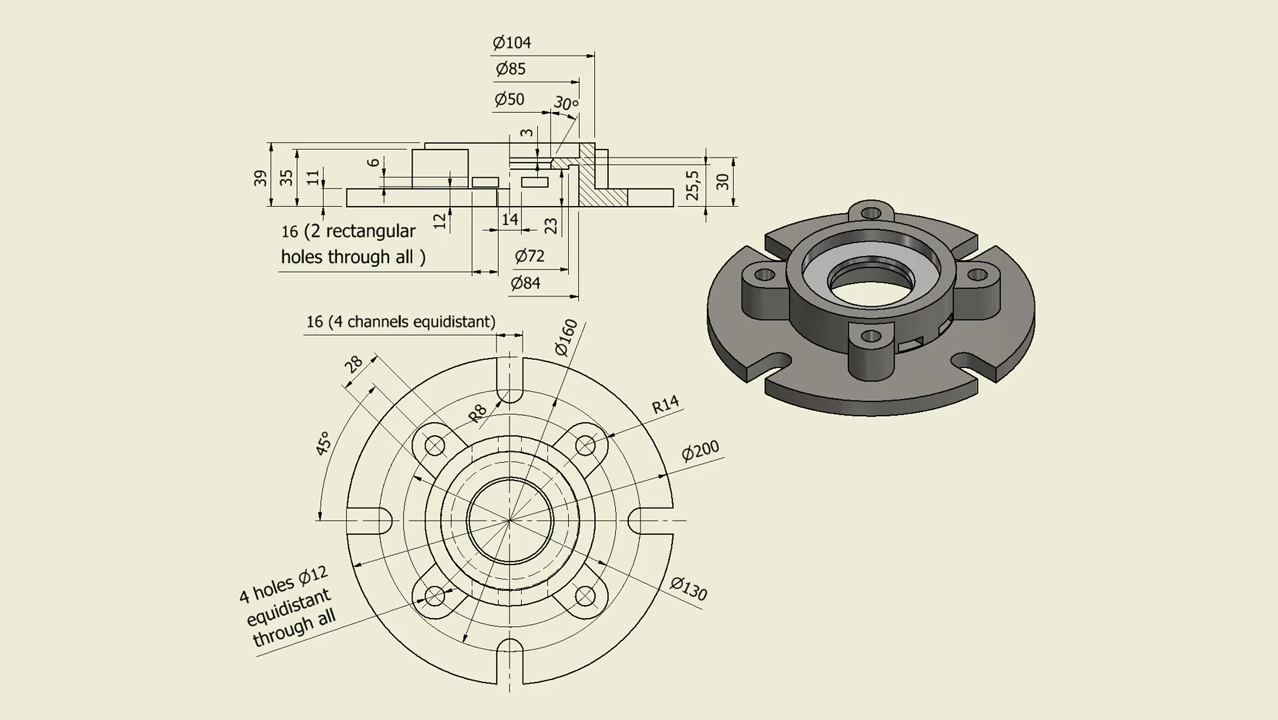 Ø104
Ø85
Ø50
30°
3
39
35
11
6
12
14
23
25,5
30
16 (2 rectangular
holes through all )
Ø72
Ø84
16 (4 channels equidistant)
Ø160
28
R8
R14
45°
Ø200
4 holes Ø12
equidistant
through all
Ø130